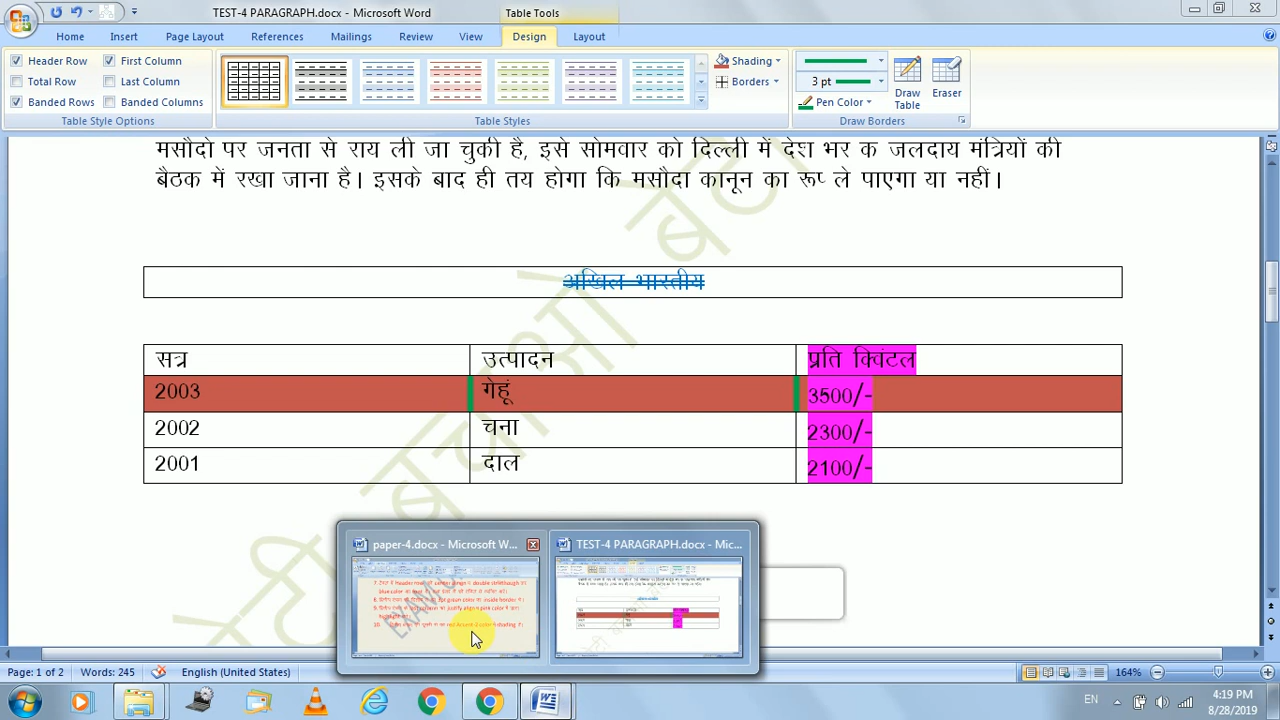 TEST-4 PARAGRAPH.docx - Microsoft Word
Table Tools
Home Insert Page Layout References Mailings Review View Design Layout
Header Row First Column
Total Row Last Column
Banded Rows Banded Columns
Shading
Borders
3 pt
Pen Color
Draw Table
Eraser
Table Style Options Table Styles Draw Borders
मसौदो पर जनता से राय ली जा चुकी है, इसे सोमवार को दिल्ली में देश भर क जलदाय मंत्रियों की
बैठक में रखा जाना है। इसके बाद ही तय होगा कि मसौदा कानून का रूप ले पाएगा या नहीं।
अखिल भारतीय
सत्र उत्पादन प्रति क्विंटल
2003 गेहूं 3500/-
2002 चना 2300/-
2001 दाल 2100/-
बेटी बचाओ बेटी
paper-4.docx - Microsoft W... TEST-4 PARAGRAPH.docx - Mic...
Page: 1 of 2 Words: 245 English (United States) 164%
EN 4:19 PM
8/28/2019